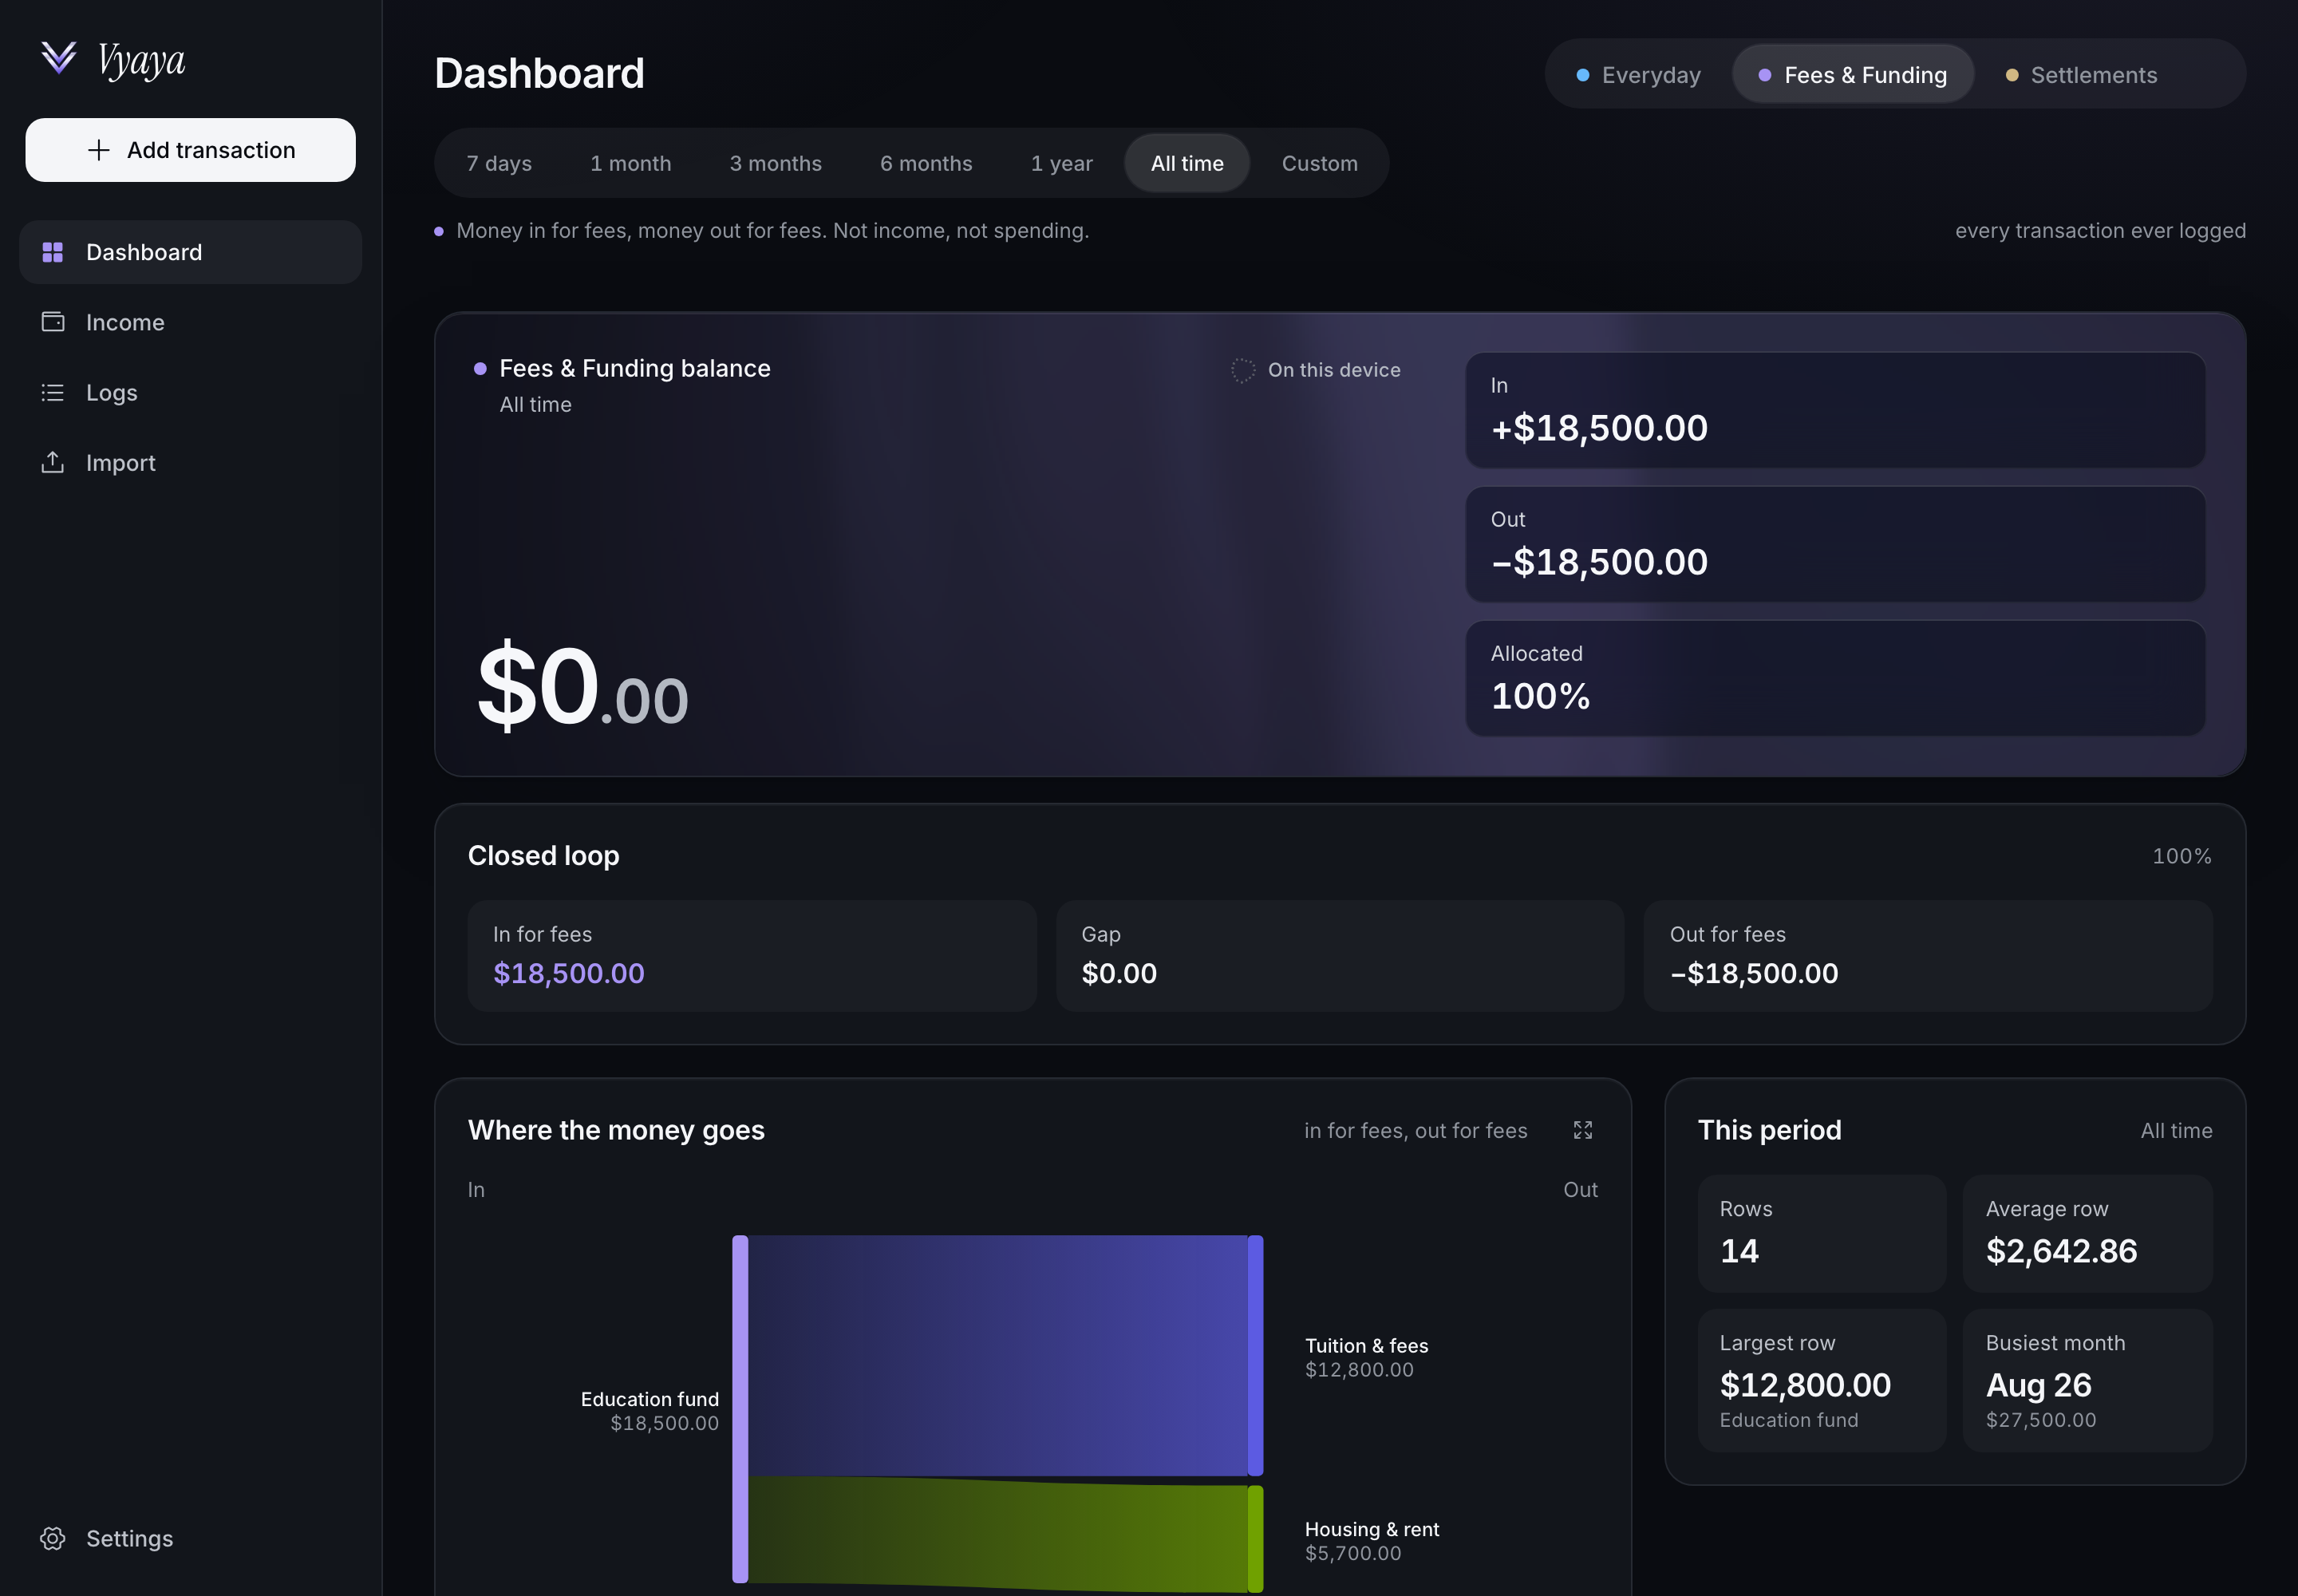 Vyaya
Add transaction
Dashboard
Income
Logs
Import
Settings
Dashboard
Everyday
Fees & Funding
Settlements
7 days
1 month
3 months
6 months
1 year
All time
Custom
Money in for fees, money out for fees. Not income, not spending.
every transaction ever logged
Fees & Funding balance
All time
On this device
$0.00
In
+$18,500.00
Out
−$18,500.00
Allocated
100%
Closed loop
100%
In for fees
$18,500.00
Gap
$0.00
Out for fees
−$18,500.00
Where the money goes
in for fees, out for fees
In
Out
Education fund
$18,500.00
Tuition & fees
$12,800.00
Housing & rent
$5,700.00
This period
All time
Rows
14
Average row
$2,642.86
Largest row
$12,800.00
Education fund
Busiest month
Aug 26
$27,500.00